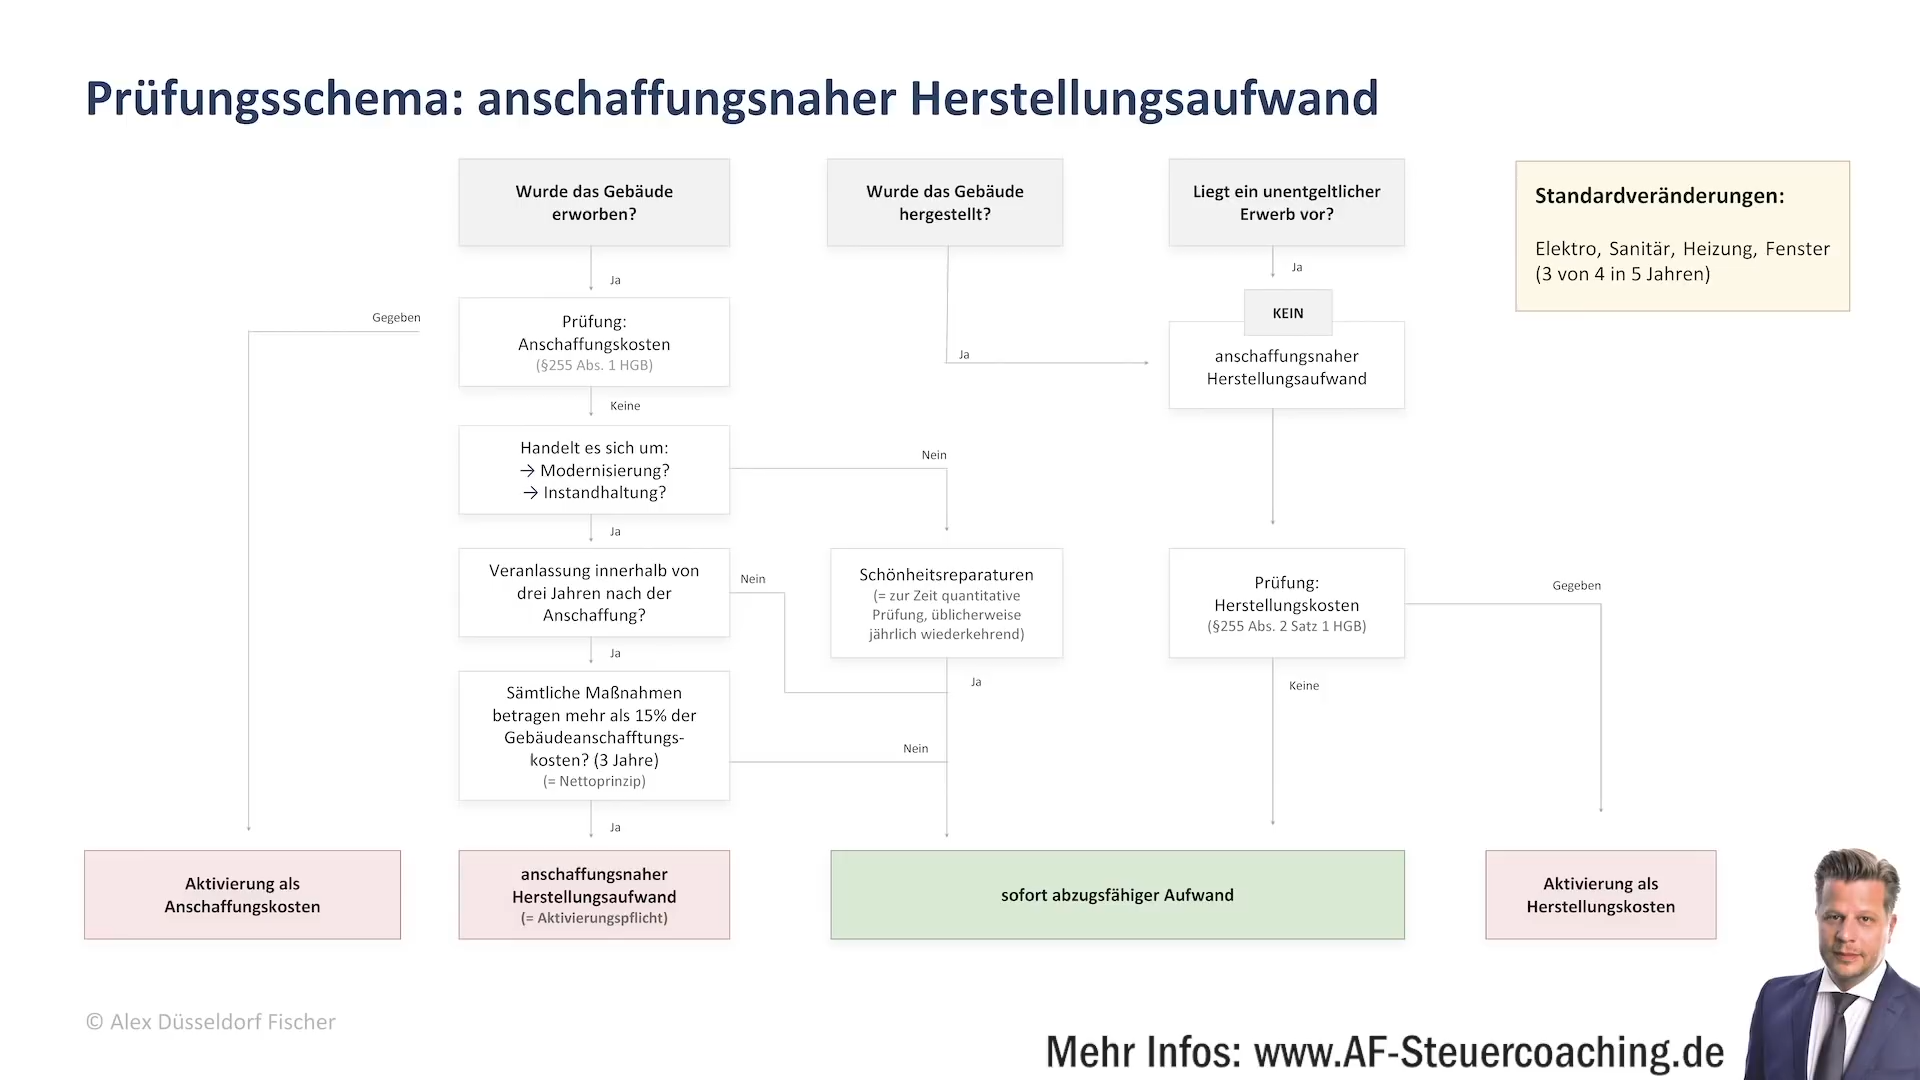 Prüfungsschema: anschaffungsnaher Herstellungsaufwand
Wurde das Gebäude
erworben?
Wurde das Gebäude
hergestellt?
Liegt ein unentgeltlicher
Erwerb vor?
Standardveränderungen:
Elektro, Sanitär, Heizung, Fenster
(3 von 4 in 5 Jahren)
Ja
Ja
Gegeben
Prüfung:
Anschaffungskosten
(§255 Abs. 1 HGB)
KEIN
anschaffungsnaher
Herstellungsaufwand
Ja
Keine
Handelt es sich um:
→ Modernisierung?
→ Instandhaltung?
Nein
Ja
Veranlassung innerhalb von
drei Jahren nach der
Anschaffung?
Nein
Schönheitsreparaturen
(= zur Zeit quantitative
Prüfung, üblicherweise
jährlich wiederkehrend)
Prüfung:
Herstellungskosten
(§255 Abs. 2 Satz 1 HGB)
Gegeben
Ja
Ja
Keine
Sämtliche Maßnahmen
betragen mehr als 15% der
Gebäudeanschafftungs-
kosten? (3 Jahre)
(= Nettoprinzip)
Nein
Ja
Aktivierung als
Anschaffungskosten
anschaffungsnaher
Herstellungsaufwand
(= Aktivierungspflicht)
sofort abzugsfähiger Aufwand
Aktivierung als
Herstellungskosten
© Alex Düsseldorf Fischer
Mehr Infos: www.AF-Steuercoaching.de